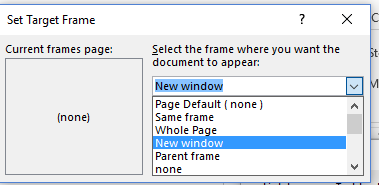 Set Target Frame
Current frames page:
(none)
Select the frame where you want the
document to appear:
New window
Page Default ( none )
Same frame
Whole Page
New window
Parent frame
none